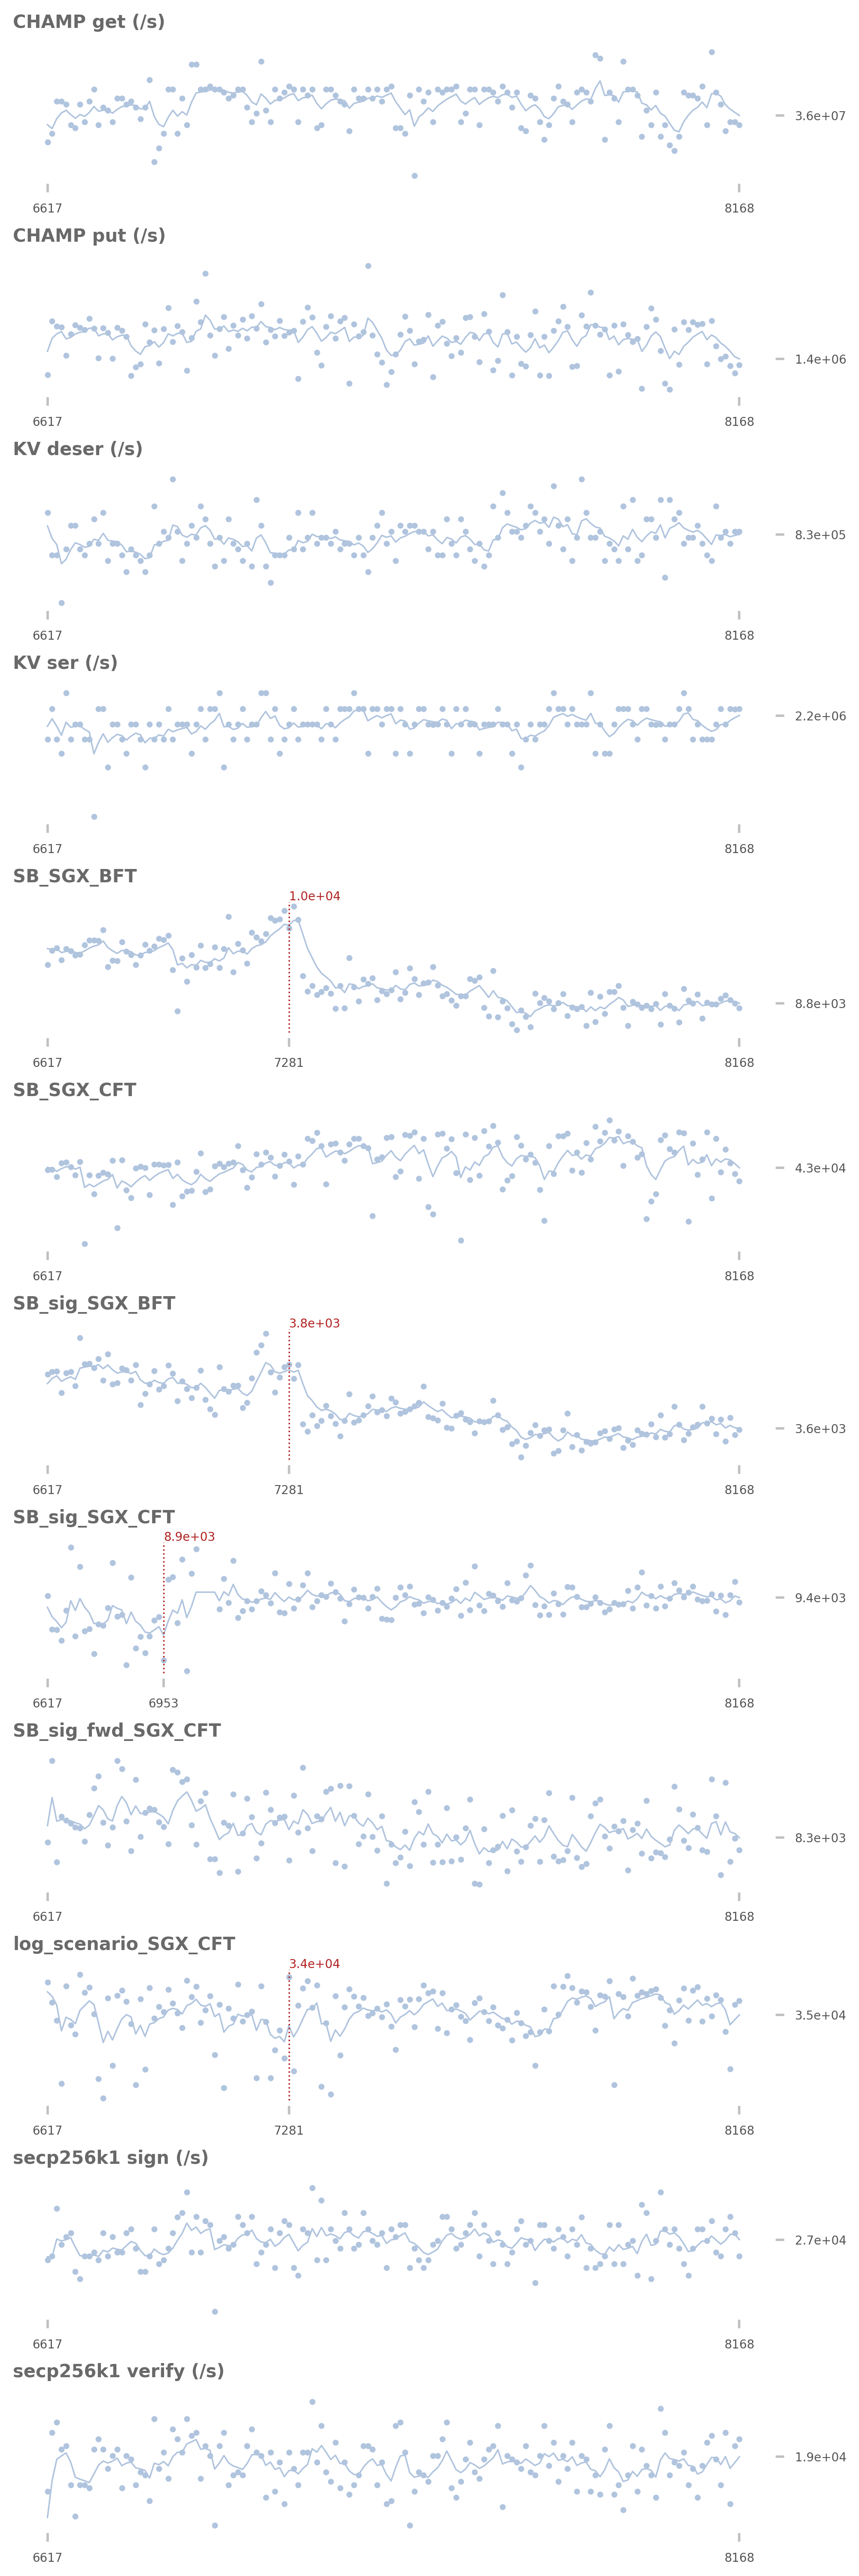 CHAMP get (/s)
3.6e+07
6617 8168
CHAMP put (/s)
1.4e+06
6617 8168
KV deser (/s)
8.3e+05
6617 8168
KV ser (/s)
2.2e+06
6617 8168
SB_SGX_BFT
1.0e+04
8.8e+03
6617 7281 8168
SB_SGX_CFT
4.3e+04
6617 8168
SB_sig_SGX_BFT
3.8e+03
3.6e+03
6617 7281 8168
SB_sig_SGX_CFT
8.9e+03
9.4e+03
6617 6953 8168
SB_sig_fwd_SGX_CFT
8.3e+03
6617 8168
log_scenario_SGX_CFT
3.4e+04
3.5e+04
6617 7281 8168
secp256k1 sign (/s)
2.7e+04
6617 8168
secp256k1 verify (/s)
1.9e+04
6617 8168